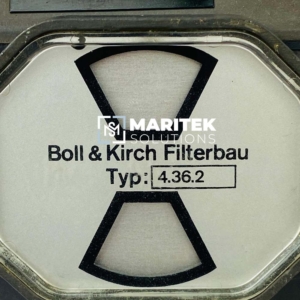 MARITEK
SOLUTIONS
Boll & Kirch Filterbau
Typ: 4.36.2